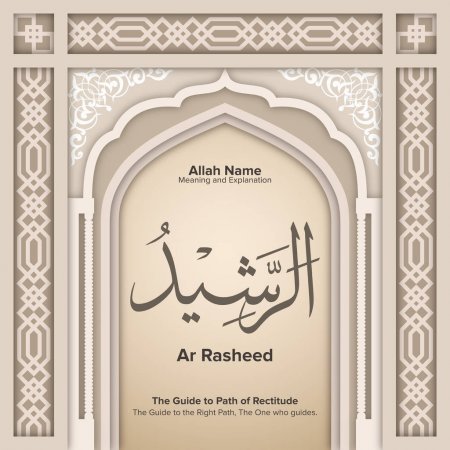 Allah Name
Meaning and Explanation
الرَّشِيْدُ
Ar Rasheed
The Guide to Path of Rectitude
The Guide to the Right Path, The One who guides.